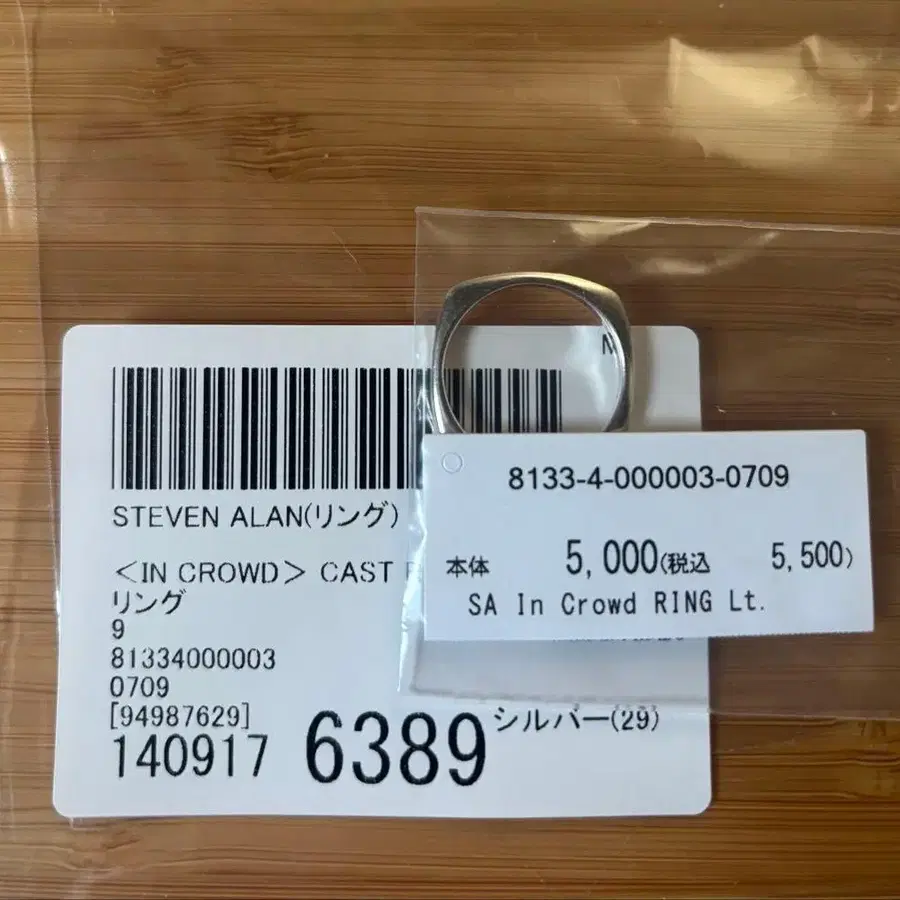 M
STEVEN ALAN(リング)
＜IN CROWD＞ CAST
リング
9
81334000003
0709
[94987629]
140917 6389 シルバー(29)
8133-4-000003-0709
本体 5,000(税込 5,500)
SA In Crowd RING Lt.